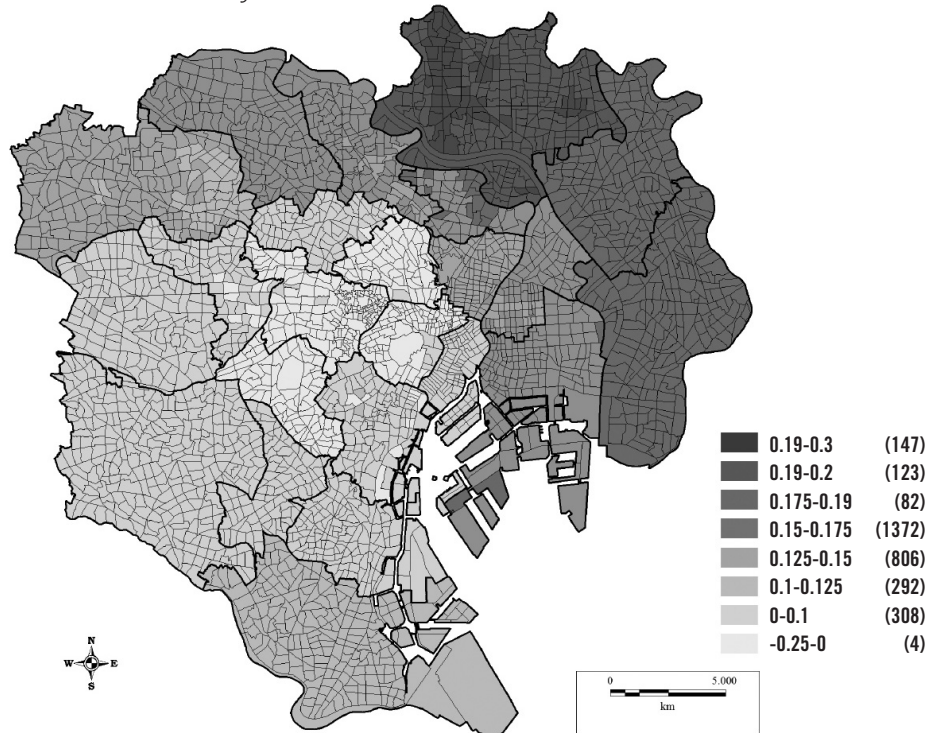 0.19-0.3 (147)
0.19-0.2 (123)
0.175-0.19 (82)
0.15-0.175 (1372)
0.125-0.15 (806)
0.1-0.125 (292)
0-0.1 (308)
-0.25-0 (4)
N
W E
S
0 5.000
km